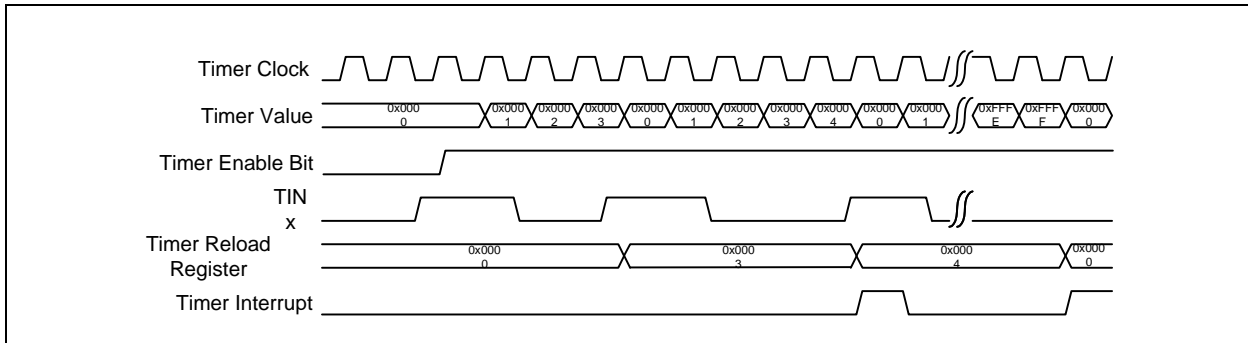 Timer Clock
Timer Value
0x000 0x000 0x000 0x000 0x000 0x000 0x000 0x000 0x000 0x000 0x000 0xFFF 0xFFF 0x000
0 1 2 3 0 1 2 3 4 0 1 E F 0
Timer Enable Bit
TIN
x
Timer Reload
Register
0x000 0x000 0x000 0x000
0 3 4 0
Timer Interrupt